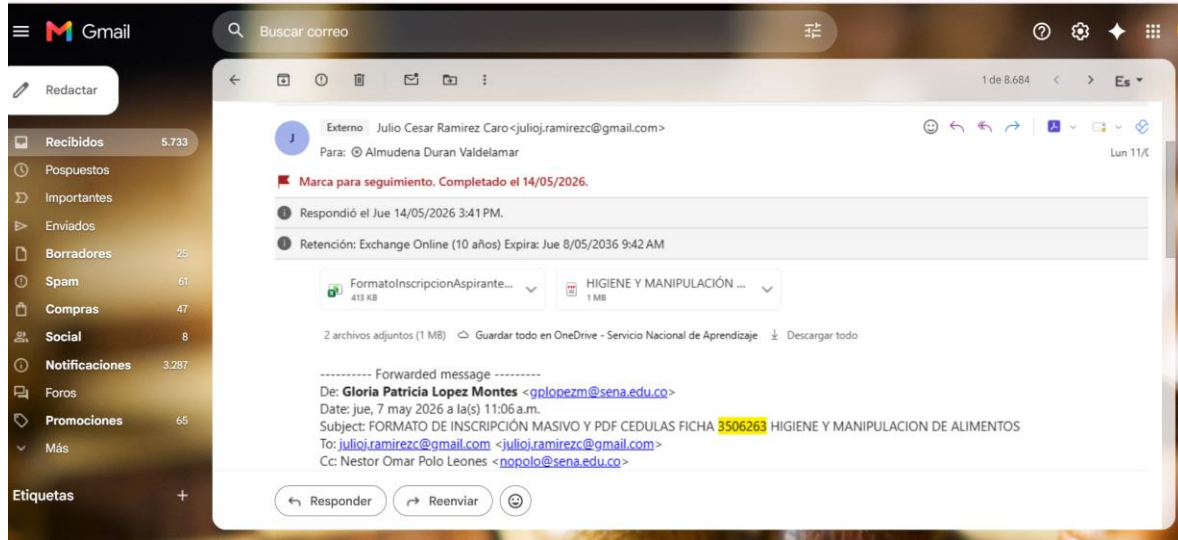 Gmail
Buscar correo
Redactar
1 de 8.684
Es
Recibidos 5.733
Pospuestos
Importantes
Enviados
Borradores 25
Spam 61
Compras 47
Social 8
Notificaciones 3.287
Foros
Promociones 65
Más
Etiquetas +
J
Externo Julio Cesar Ramirez Caro<julioj.ramirezc@gmail.com>
Para: Almudena Duran Valdelamar
Lun 11/0
Marca para seguimiento. Completado el 14/05/2026.
Respondió el Jue 14/05/2026 3:41 PM.
Retención: Exchange Online (10 años) Expira: Jue 8/05/2036 9:42 AM
FormatoInscripcionAspirante...
413 KB
HIGIENE Y MANIPULACIÓN ...
1 MB
2 archivos adjuntos (1 MB) Guardar todo en OneDrive - Servicio Nacional de Aprendizaje Descargar todo
---------- Forwarded message ---------
De: Gloria Patricia Lopez Montes <gplopezm@sena.edu.co>
Date: jue, 7 may 2026 a la(s) 11:06 a.m.
Subject: FORMATO DE INSCRIPCIÓN MASIVO Y PDF CEDULAS FICHA 3506263 HIGIENE Y MANIPULACION DE ALIMENTOS
To: julioj.ramirezc@gmail.com <julioj.ramirezc@gmail.com>
Cc: Nestor Omar Polo Leones <nopolo@sena.edu.co>
Responder
Reenviar